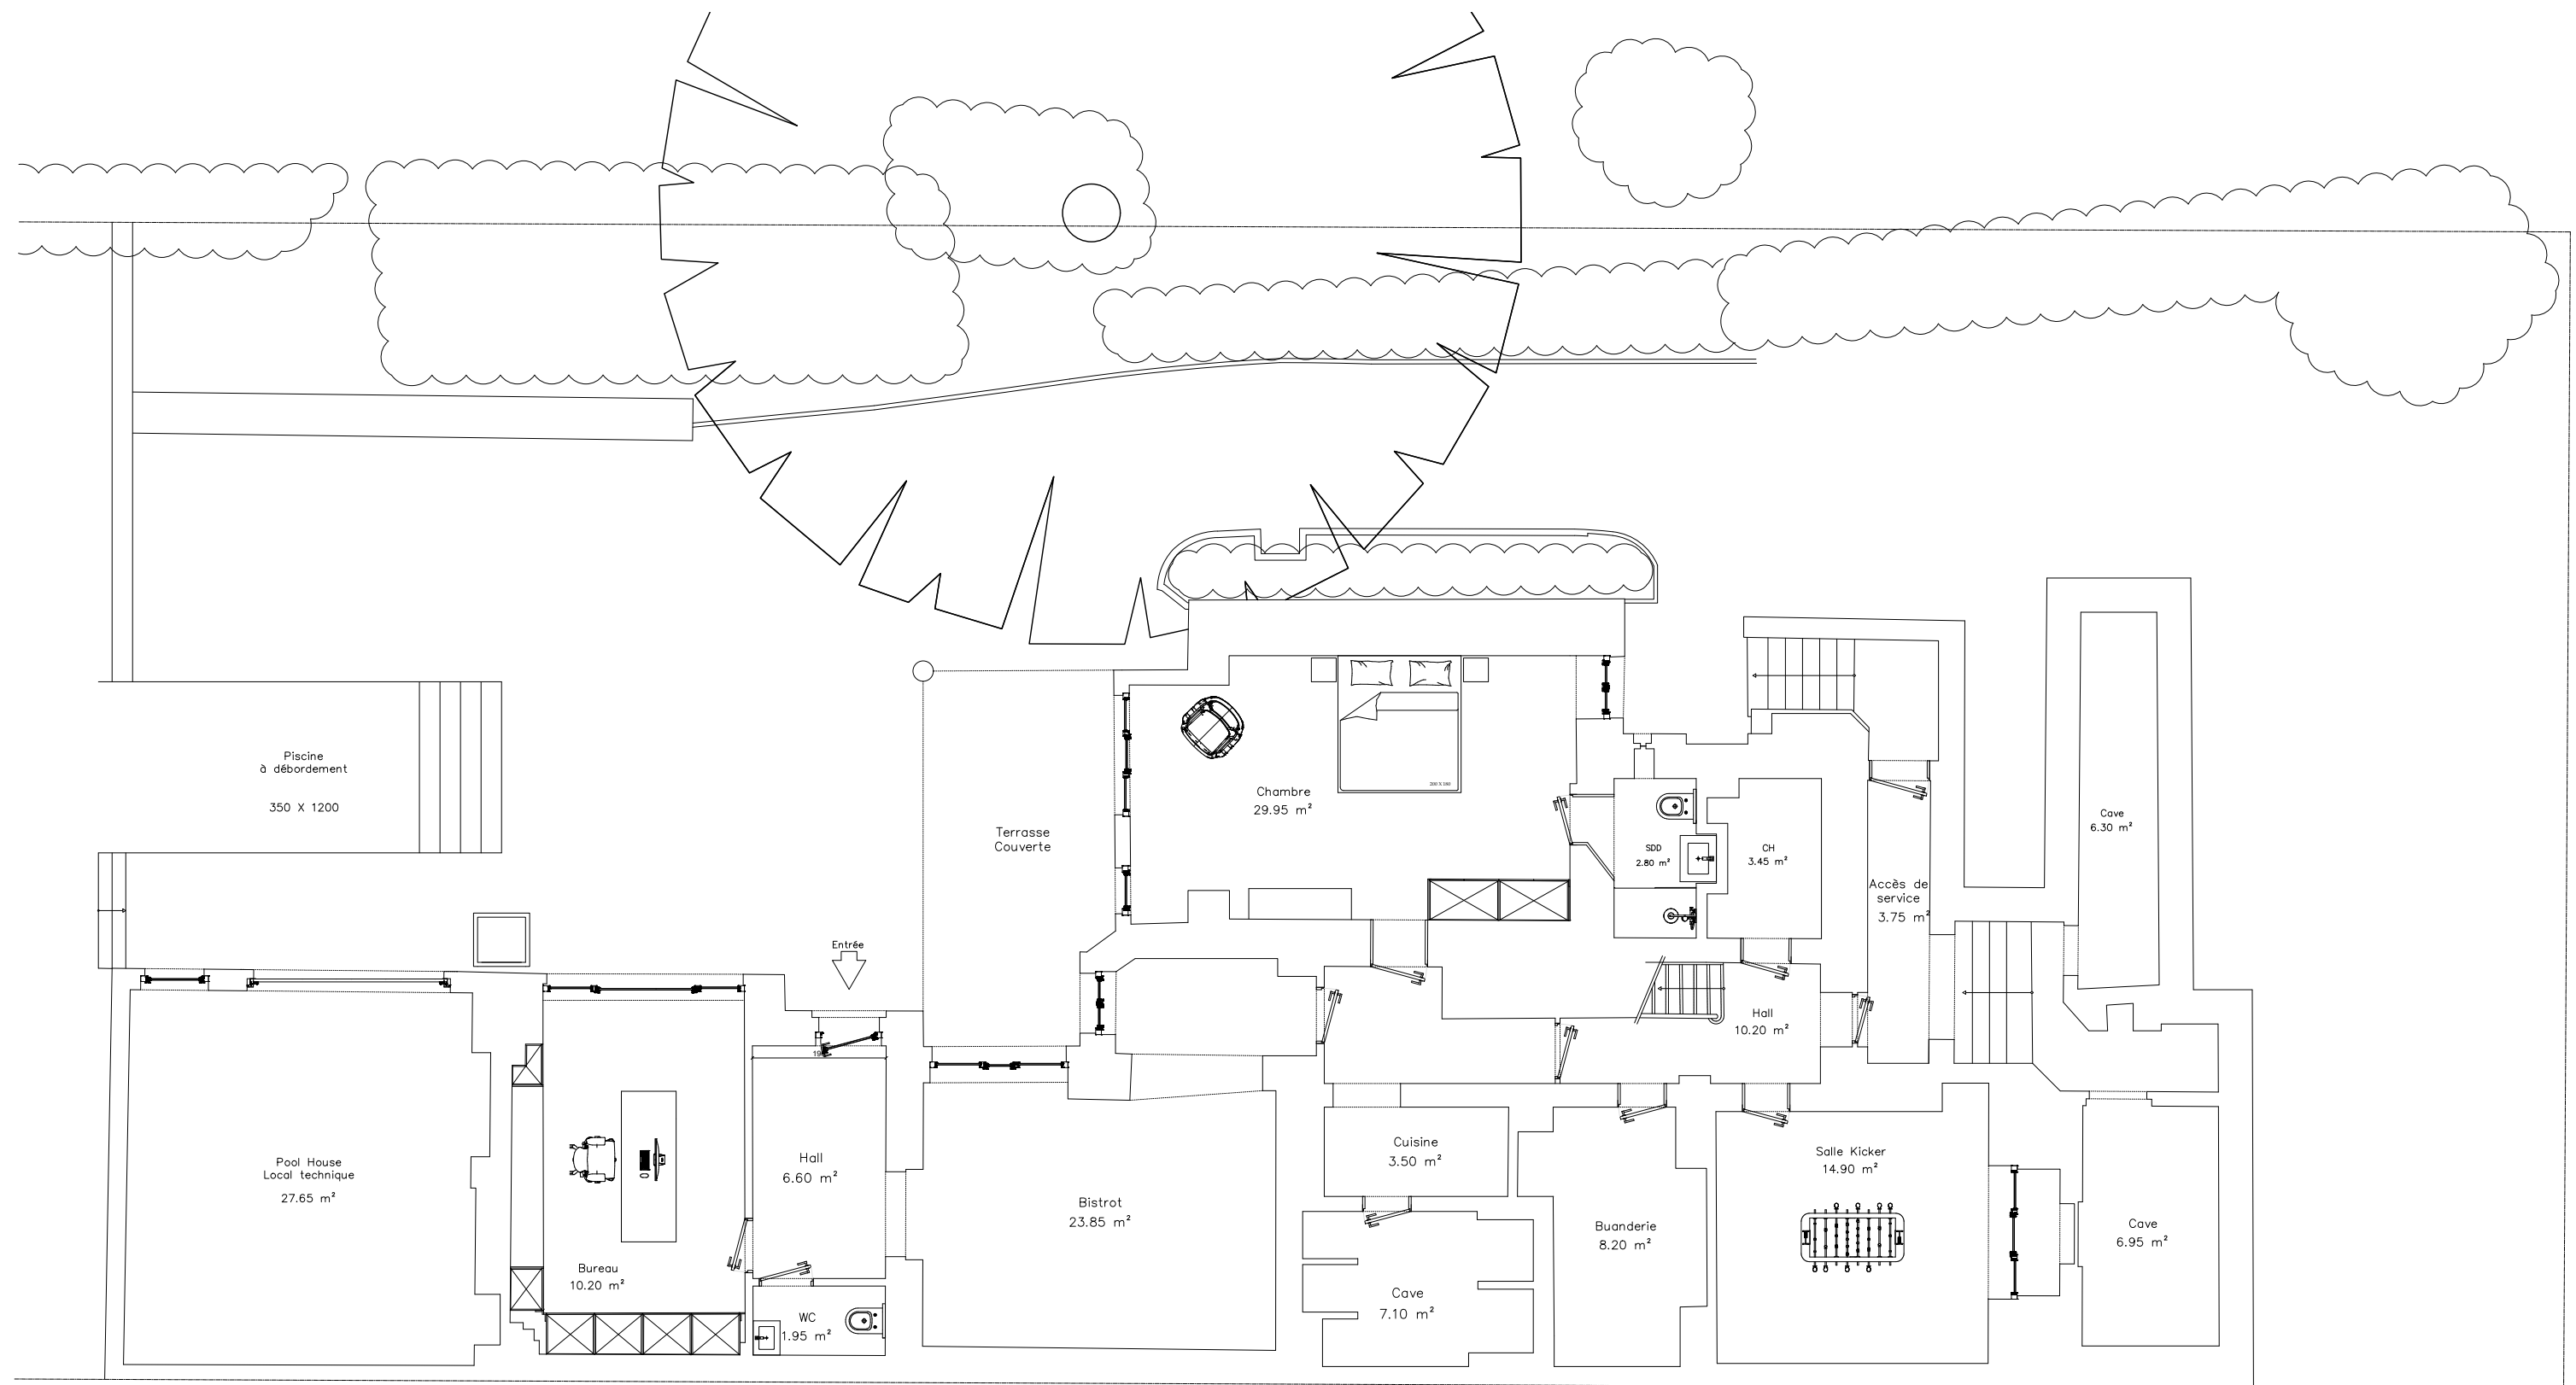 Piscine
à débordement
350 X 1200
Terrasse
Couverte
Chambre
29.95 m²
200 X 180
SDD
2.80 m²
CH
3.45 m²
Accès de
service
3.75 m²
Cave
6.30 m²
Entrée
Hall
10.20 m²
Pool House
Local technique
27.65 m²
Bureau
10.20 m²
Hall
6.60 m²
WC
1.95 m²
Bistrot
23.85 m²
Cuisine
3.50 m²
Cave
7.10 m²
Buanderie
8.20 m²
Salle Kicker
14.90 m²
Cave
6.95 m²